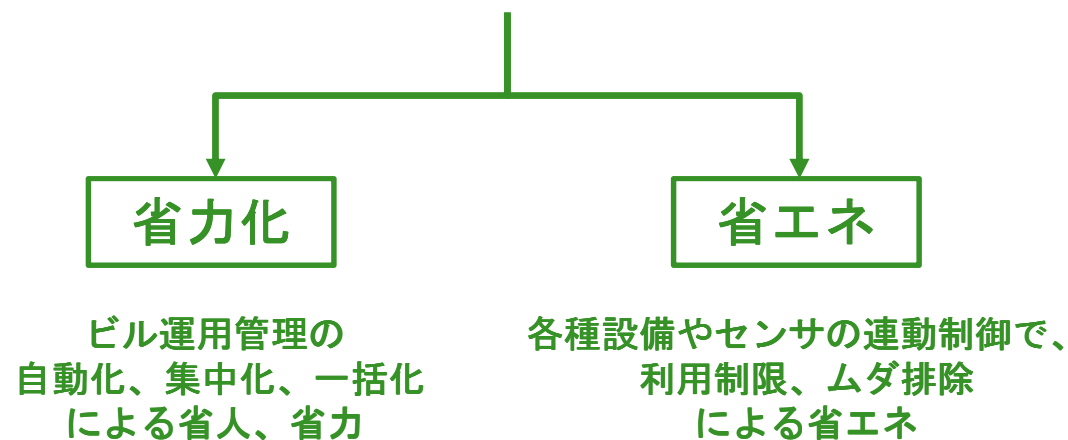 省力化
省エネ
ビル運用管理の
自動化、集中化、一括化
による省人、省力
各種設備やセンサの連動制御で、
利用制限、ムダ排除
による省エネ